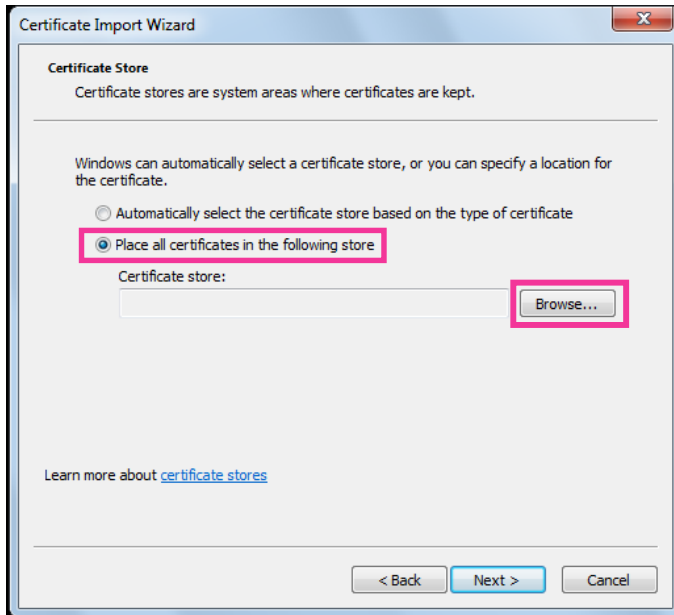 Certificate Import Wizard
Certificate Store
Certificate stores are system areas where certificates are kept.
Windows can automatically select a certificate store, or you can specify a location for
the certificate.
Automatically select the certificate store based on the type of certificate
Place all certificates in the following store
Certificate store:
Browse...
Learn more about certificate stores
< Back Next > Cancel